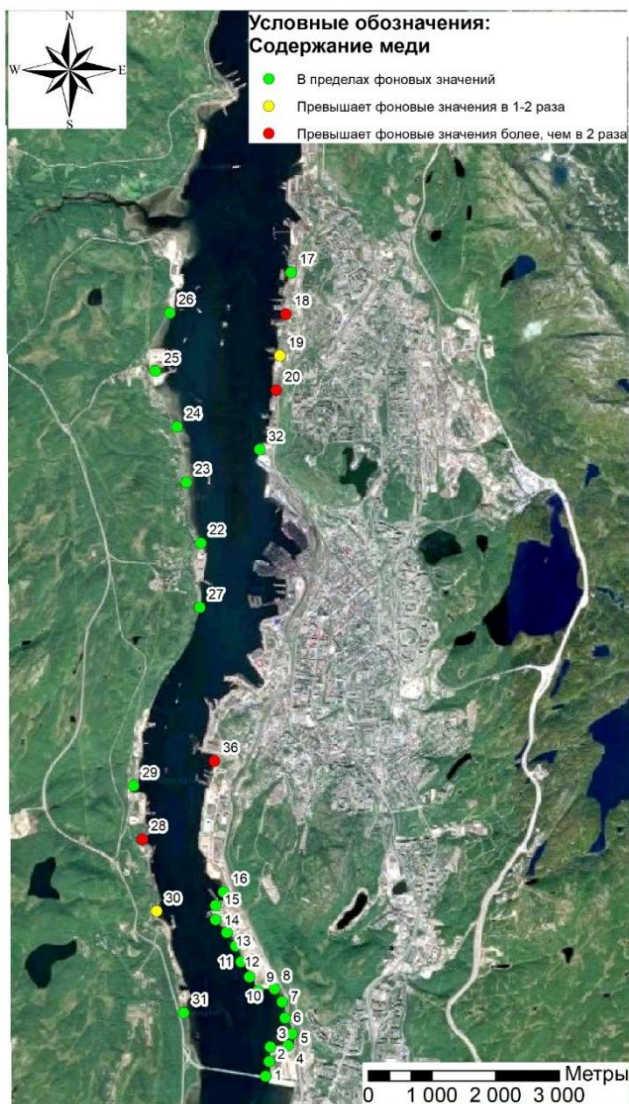 N
W E
S
Условные обозначения:
Содержание меди
В пределах фоновых значений
Превышает фоновые значения в 1-2 раза
Превышает фоновые значения более, чем в 2 раза
17
26
18
19
25
20
24
32
23
22
27
36
29
28
16
30
15
14
13
11 12
9 8
10
7
31
6
3 5
2 4
1
Метры
0 1 000 2 000 3 000